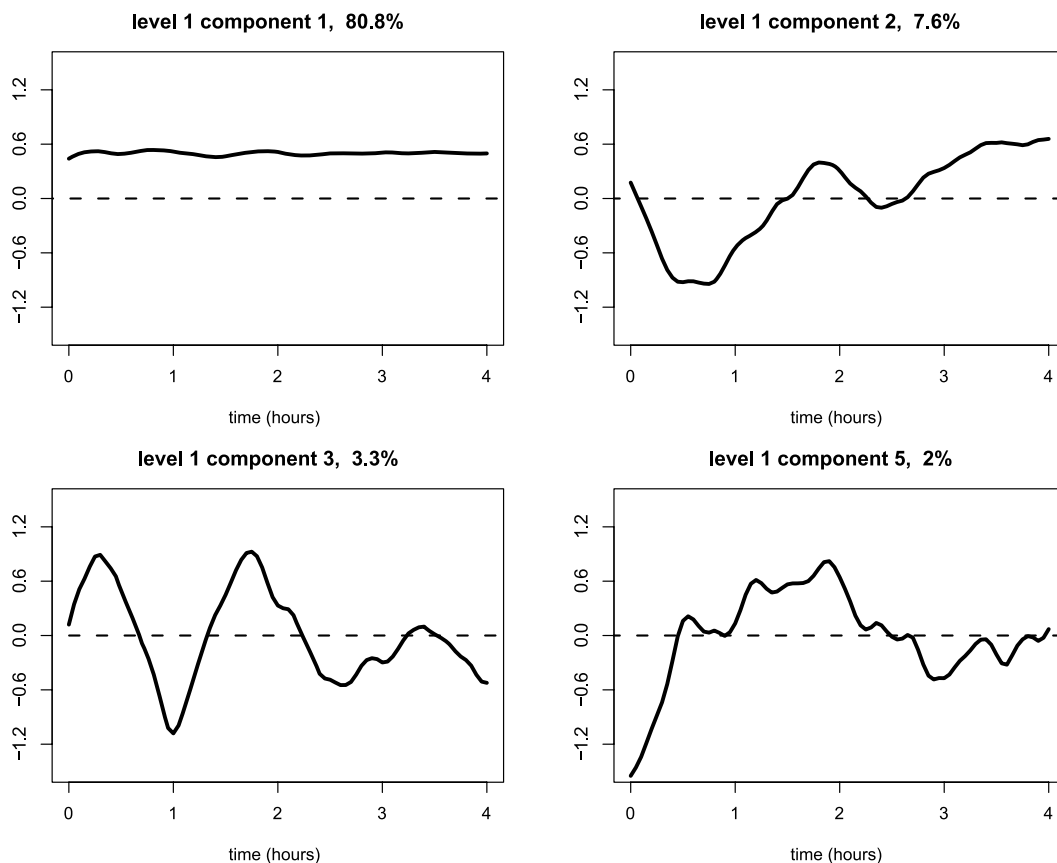 level 1 component 1,  80.8%
1.2
0.6
0.0
−0.6
−1.2
0 1 2 3 4
time (hours)
level 1 component 2,  7.6%
1.2
0.6
0.0
−0.6
−1.2
0 1 2 3 4
time (hours)
level 1 component 3,  3.3%
1.2
0.6
0.0
−0.6
−1.2
0 1 2 3 4
time (hours)
level 1 component 5,  2%
1.2
0.6
0.0
−0.6
−1.2
0 1 2 3 4
time (hours)